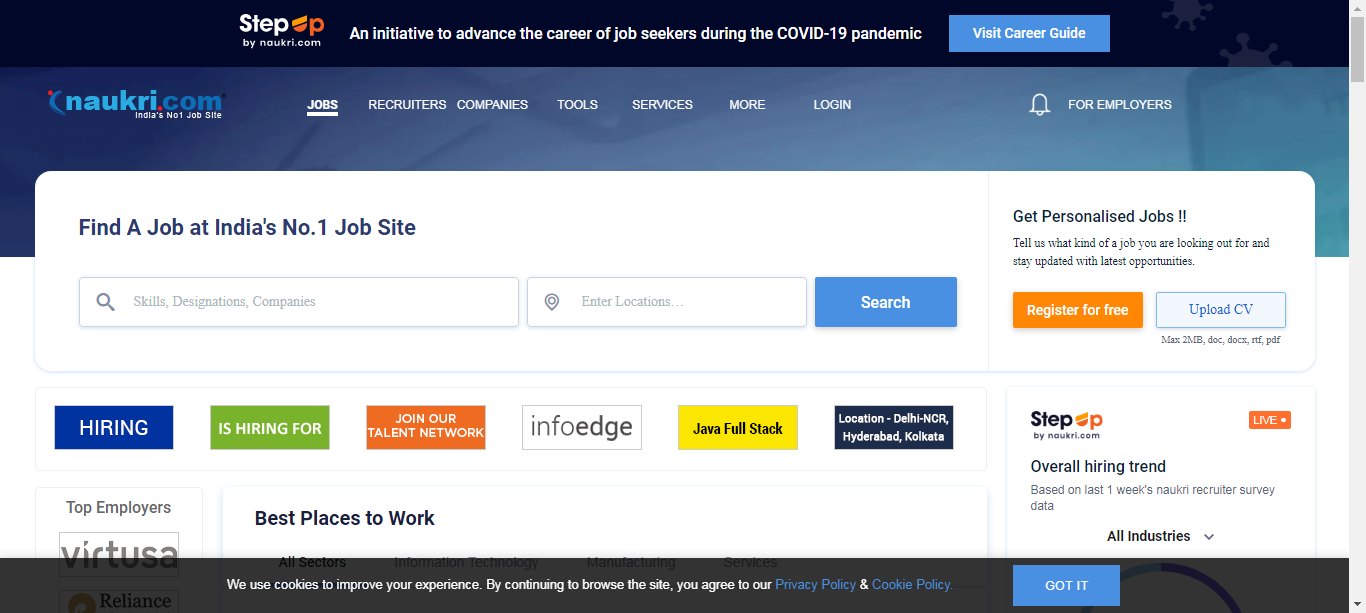 Step Up
by naukri.com
An initiative to advance the career of job seekers during the COVID-19 pandemic
Visit Career Guide
naukri.com
India's No1 Job Site
JOBS
RECRUITERS
COMPANIES
TOOLS
SERVICES
MORE
LOGIN
FOR EMPLOYERS
Find A Job at India's No.1 Job Site
Skills, Designations, Companies
Enter Locations...
Search
Get Personalised Jobs !!
Tell us what kind of a job you are looking out for and
stay updated with latest opportunities.
Register for free
Upload CV
Max 2MB, doc, docx, rtf, pdf
HIRING
IS HIRING FOR
JOIN OUR
TALENT NETWORK
infoedge
Java Full Stack
Location - Delhi-NCR,
Hyderabad, Kolkata
Step Up
by naukri.com
LIVE
Overall hiring trend
Based on last 1 week's naukri recruiter survey
data
All Industries
Top Employers
virtusa
Reliance
Best Places to Work
All Sectors
Information Technology
Manufacturing
Services
We use cookies to improve your experience. By continuing to browse the site, you agree to our Privacy Policy & Cookie Policy.
GOT IT